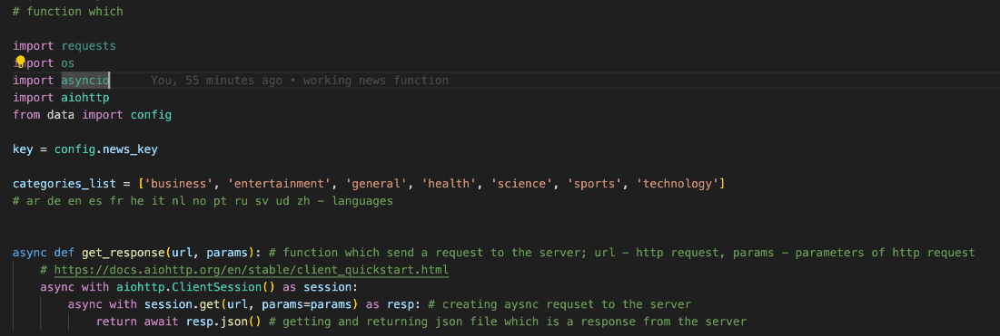 # function which
import requests
import os
import asyncio You, 55 minutes ago • working news function
import aiohttp
from data import config
key = config.news_key
categories_list = ['business', 'entertainment', 'general', 'health', 'science', 'sports', 'technology']
# ar de en es fr he it nl no pt ru sv ud zh - languages
async def get_response(url, params): # function which send a request to the server; url - http request, params - parameters of http request
# https://docs.aiohttp.org/en/stable/client_quickstart.html
async with aiohttp.ClientSession() as session:
async with session.get(url, params=params) as resp: # creating aysnc requset to the server
return await resp.json() # getting and returning json file which is a response from the server